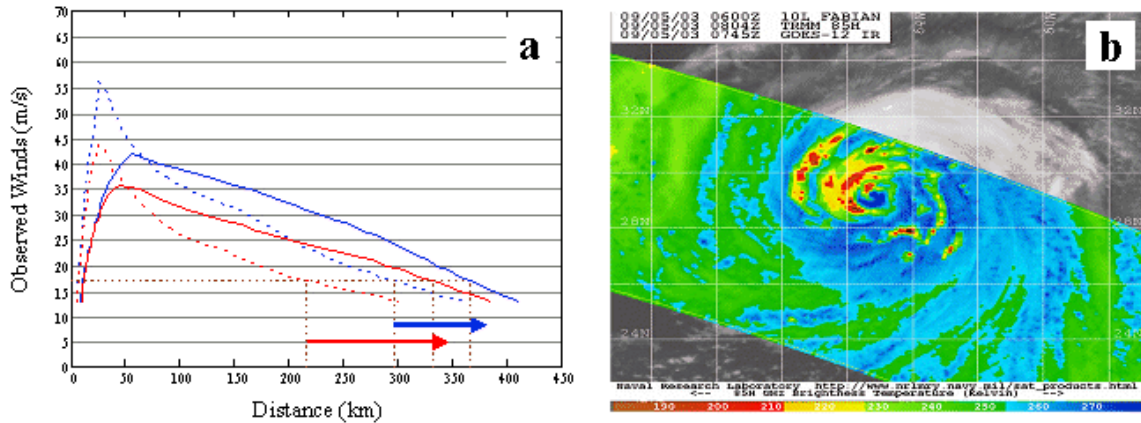 a
70
65
60
55
50
45
40
35
30
25
20
15
10
5
0
0
50
100
150
200
250
300
350
400
450
Observed Winds (m/s)
Distance (km)
09/05/03 0600Z 10L FABIAN
09/05/03 0804Z TRMM 85H
09/05/03 0745Z GOES-12 IR
b
64W
60W
32N
28N
24N
Naval Research Laboratory http://www.nrlmry.navy.mil/sat_products.html
<-- 85H GHz Brightness Temperature (Kelvin) -->
190 200 210 220 230 240 250 260 270